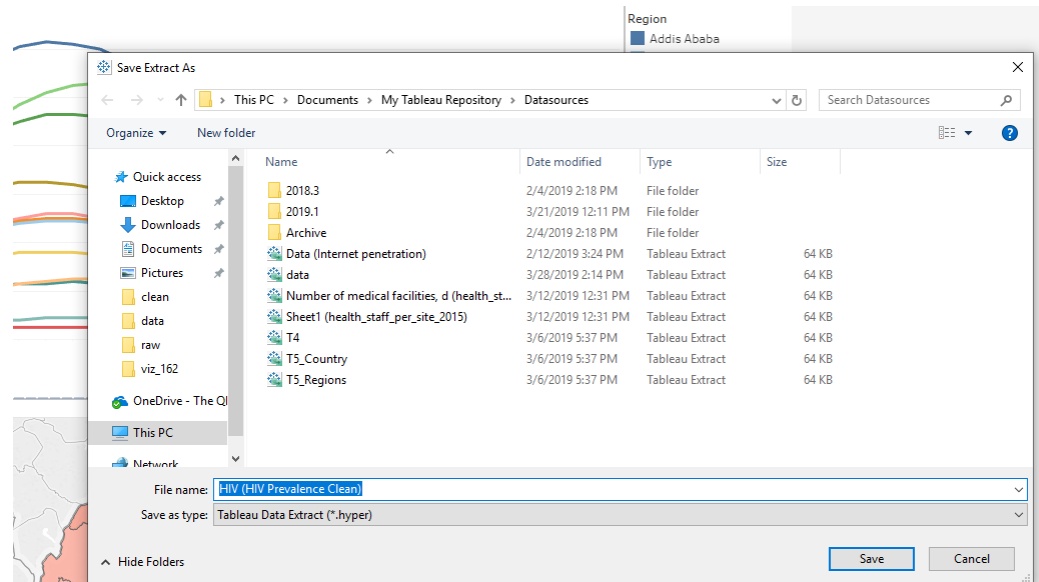 Region
Addis Ababa
Save Extract As
This PC > Documents > My Tableau Repository > Datasources
Search Datasources
Organize
New folder
Name Date modified Type Size
Quick access
Desktop
Downloads
Documents
Pictures
clean
data
raw
viz_162
OneDrive - The Q
This PC
Network
2018.3 2/4/2019 2:18 PM File folder
2019.1 3/21/2019 12:11 PM File folder
Archive 2/4/2019 2:18 PM File folder
Data (Internet penetration) 2/12/2019 3:24 PM Tableau Extract 64 KB
data 3/28/2019 2:14 PM Tableau Extract 64 KB
Number of medical facilities, d (health_st... 3/12/2019 12:31 PM Tableau Extract 64 KB
Sheet1 (health_staff_per_site_2015) 3/12/2019 12:31 PM Tableau Extract 64 KB
T4 3/6/2019 5:37 PM Tableau Extract 64 KB
T5_Country 3/6/2019 5:37 PM Tableau Extract 64 KB
T5_Regions 3/6/2019 5:37 PM Tableau Extract 64 KB
File name: HIV (HIV Prevalence Clean)
Save as type: Tableau Data Extract (*.hyper)
Hide Folders
Save
Cancel